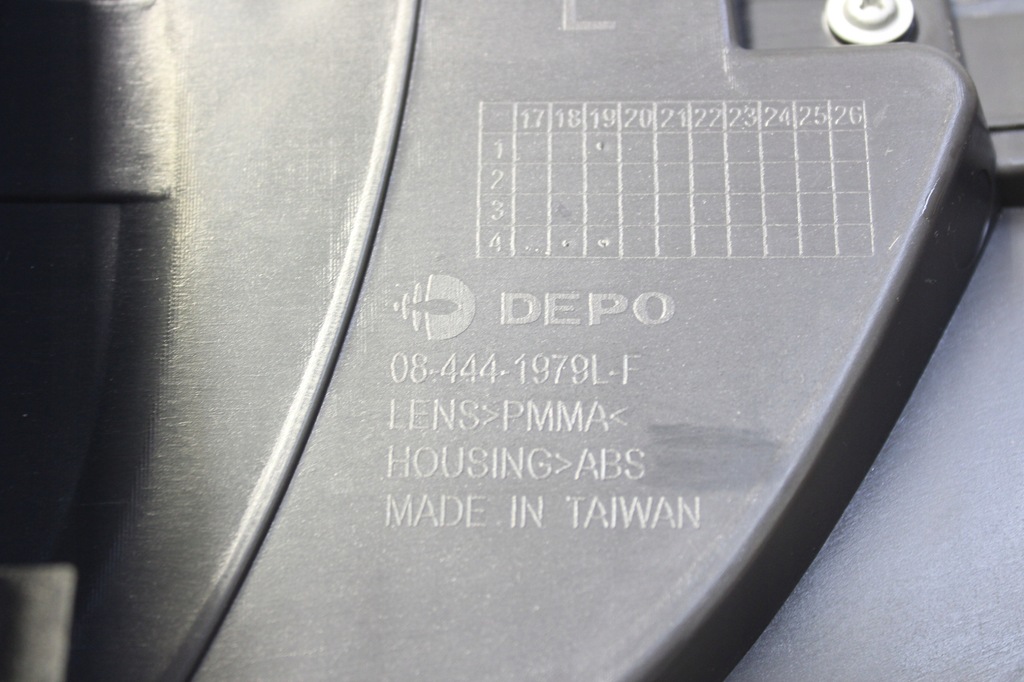 L
17 18 19 20 21 22 23 24 25 26
1
2
3
4
DEPO
08-444-1979L-F
LENS>PMMA<
HOUSING>ABS
MADE IN TAIWAN